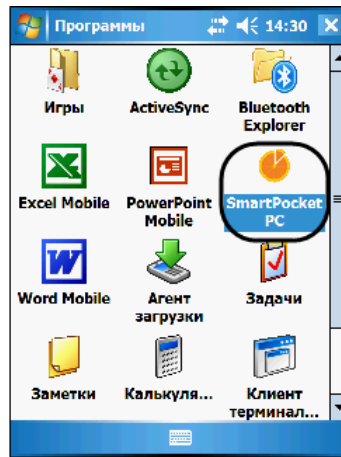 Программы 14:30
Игры ActiveSync Bluetooth
Explorer
Excel Mobile PowerPoint SmartPocket
Mobile PC
Word Mobile Агент Задачи
загрузки
Заметки Калькуля... Клиент
терминал...